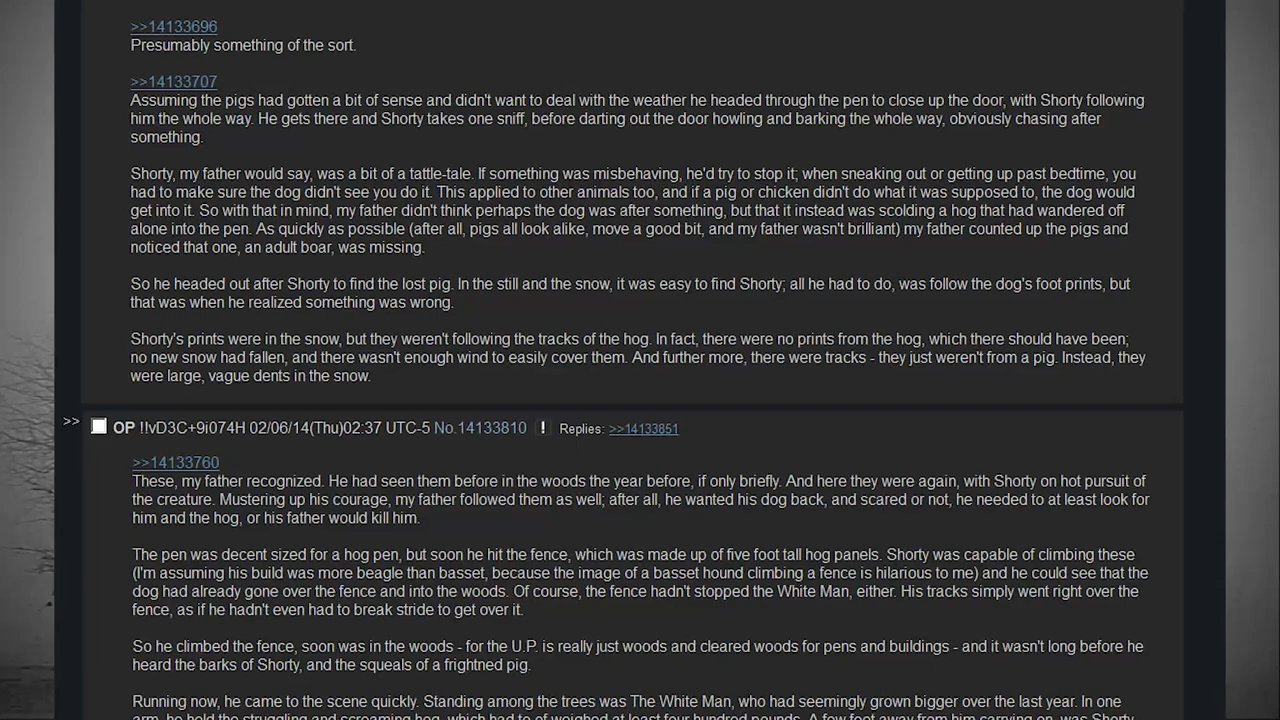 >>14133696
Presumably something of the sort.
>>14133707
Assuming the pigs had gotten a bit of sense and didn't want to deal with the weather he headed through the pen to close up the door, with Shorty following
him the whole way. He gets there and Shorty takes one sniff, before darting out the door howling and barking the whole way, obviously chasing after
something.
Shorty, my father would say, was a bit of a tattle-tale. If something was misbehaving, he'd try to stop it; when sneaking out or getting up past bedtime, you
had to make sure the dog didn't see you do it. This applied to other animals too, and if a pig or chicken didn't do what it was supposed to, the dog would
get into it. So with that in mind, my father didn't think perhaps the dog was after something, but that it instead was scolding a hog that had wandered off
alone into the pen. As quickly as possible (after all, pigs all look alike, move a good bit, and my father wasn't brilliant) my father counted up the pigs and
noticed that one, an adult boar, was missing.
So he headed out after Shorty to find the lost pig. In the still and the snow, it was easy to find Shorty; all he had to do, was follow the dog's foot prints, but
that was when he realized something was wrong.
Shorty's prints were in the snow, but they weren't following the tracks of the hog. In fact, there were no prints from the hog, which there should have been;
no new snow had fallen, and there wasn't enough wind to easily cover them. And further more, there were tracks - they just weren't from a pig. Instead, they
were large, vague dents in the snow.
>> OP !!vD3C+9i074H 02/06/14(Thu)02:37 UTC-5 No.14133810 ! Replies: >>14133851
>>14133760
These, my father recognized. He had seen them before in the woods the year before, if only briefly. And here they were again, with Shorty on hot pursuit of
the creature. Mustering up his courage, my father followed them as well; after all, he wanted his dog back, and scared or not, he needed to at least look for
him and the hog, or his father would kill him.
The pen was decent sized for a hog pen, but soon he hit the fence, which was made up of five foot tall hog panels. Shorty was capable of climbing these
(I'm assuming his build was more beagle than basset, because the image of a basset hound climbing a fence is hilarious to me) and he could see that the
dog had already gone over the fence and into the woods. Of course, the fence hadn't stopped the White Man, either. His tracks simply went right over the
fence, as if he hadn't even had to break stride to get over it.
So he climbed the fence, soon was in the woods - for the U.P. is really just woods and cleared woods for pens and buildings - and it wasn't long before he
heard the barks of Shorty, and the squeals of a frightned pig.
Running now, he came to the scene quickly. Standing among the trees was The White Man, who had seemingly grown bigger over the last year. In one
arm, he held the struggling and screaming hog, which had to of weighed at least four hundred pounds. A few foot away from him carrying on, was Shorty